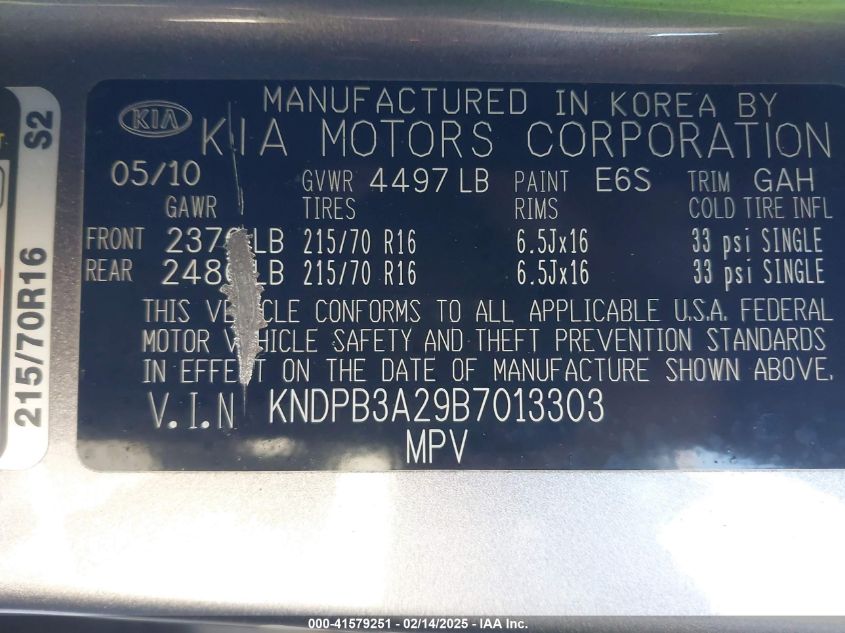 KIA
MANUFACTURED IN KOREA BY
KIA MOTORS CORPORATION
05/10 GVWR 4497 LB PAINT E6S TRIM GAH
GAWR TIRES RIMS COLD TIRE INFL
FRONT LB 215/70 R16 6.5Jx16 33 psi SINGLE
REAR LB 215/70 R16 6.5Jx16 33 psi SINGLE
THIS VEHICLE CONFORMS TO ALL APPLICABLE U.S.A. FEDERAL
MOTOR VEHICLE SAFETY AND THEFT PREVENTION STANDARDS
IN EFFECT ON THE DATE OF MANUFACTURE SHOWN ABOVE.
V.I.N KNDPB3A29B7013303
MPV
215/70R16 S2
000-41579251 - 02/14/2025 - IAA Inc.